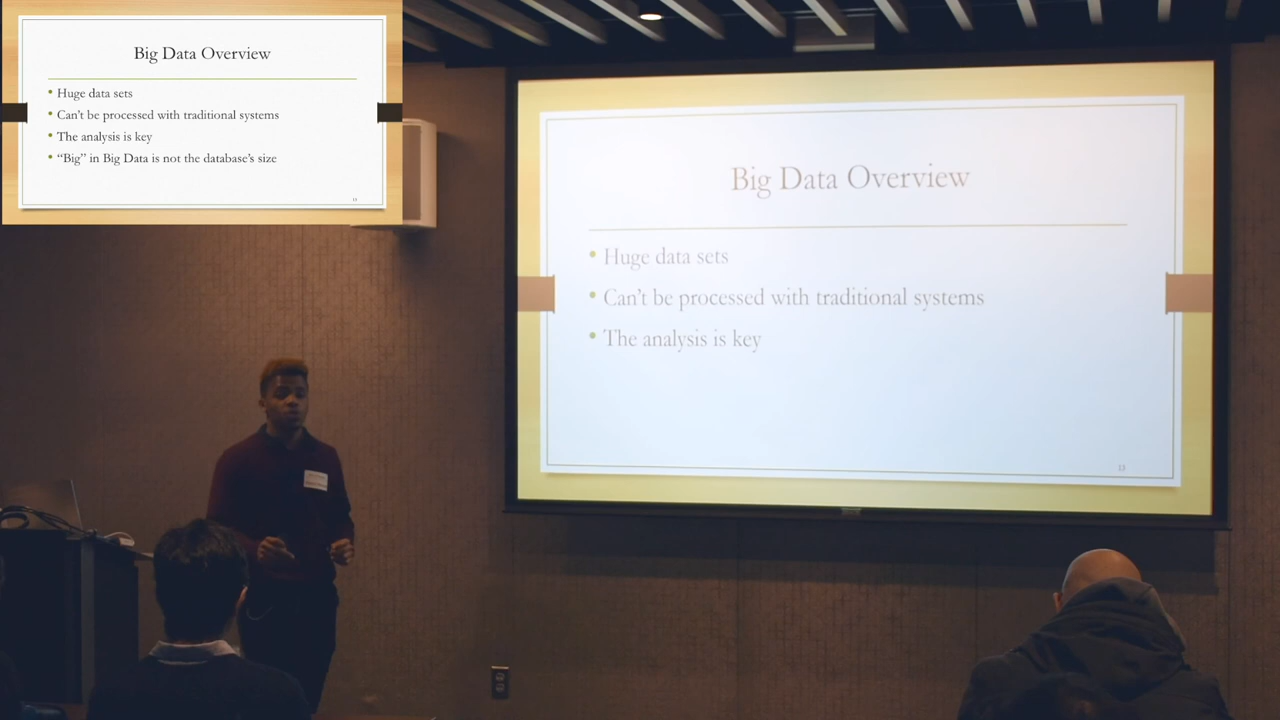 Big Data Overview
• Huge data sets
• Can't be processed with traditional systems
• The analysis is key
• “Big” in Big Data is not the database's size
13
Big Data Overview
• Huge data sets
• Can't be processed with traditional systems
• The analysis is key
13